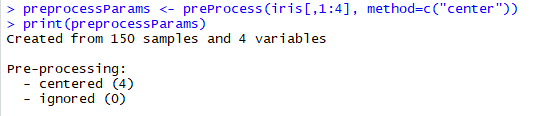 > preprocessParams <- preProcess(iris[,1:4], method=c("center"))
> print(preprocessParams)
Created from 150 samples and 4 variables

Pre-processing:
  - centered (4)
  - ignored (0)